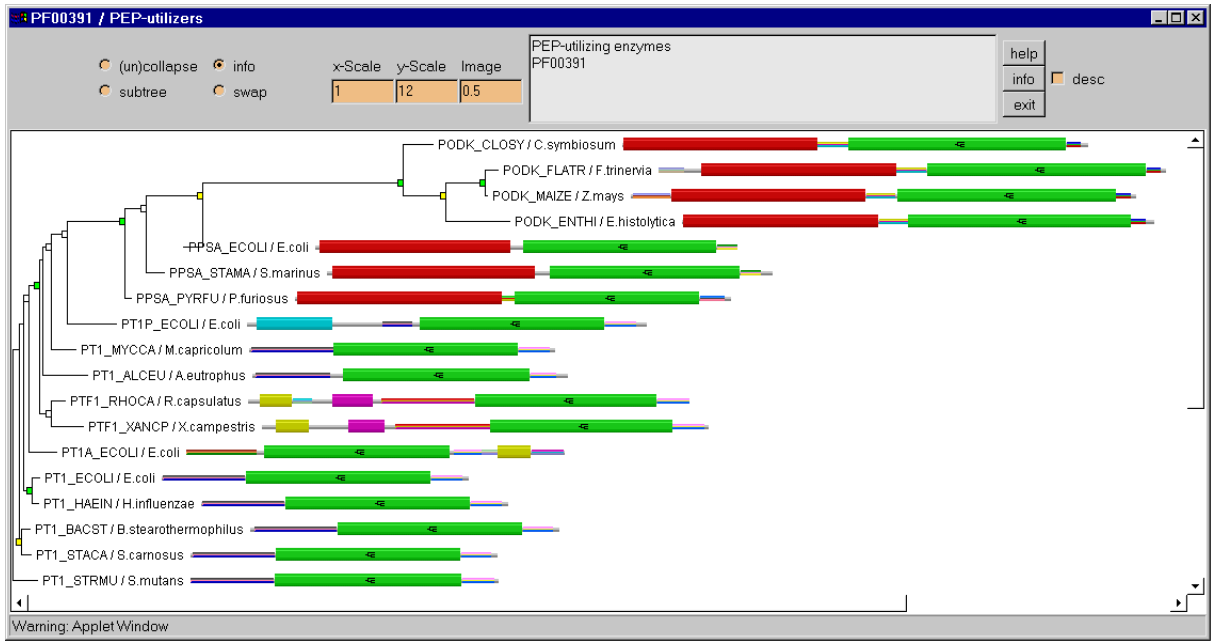 PF00391 / PEP-utilizers
(un)collapse info x-Scale y-Scale Image
subtree swap 1 12 0.5
PEP-utilizing enzymes
PF00391
help
info desc
exit
PODK_CLOSY / C.symbiosum
PODK_FLATR / F.trinervia
PODK_MAIZE / Z.mays
PODK_ENTHI / E.histolytica
PPSA_ECOLI / E.coli
PPSA_STAMA / S.marinus
PPSA_PYRFU / P.furiosus
PT1P_ECOLI / E.coli
PT1_MYCCA / M.capricolum
PT1_ALCEU / A.eutrophus
PTF1_RHOCA / R.capsulatus
PTF1_XANCP / X.campestris
PT1A_ECOLI / E.coli
PT1_ECOLI / E.coli
PT1_HAEIN / H.influenzae
PT1_BACST / B.stearothermophilus
PT1_STACA / S.carnosus
PT1_STRMU / S.mutans
Warning: Applet Window